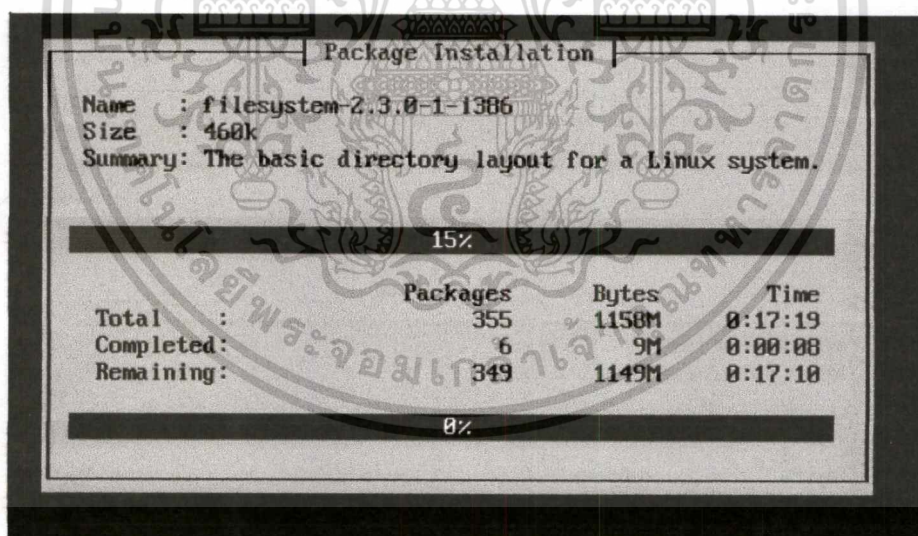 Package Installation
Name : filesystem-2.3.0-1-i386
Size : 460k
Summary: The basic directory layout for a Linux system.
15%
Packages Bytes Time
Total : 355 1158M 0:17:19
Completed: 6 9M 0:00:08
Remaining: 349 1149M 0:17:10
0%